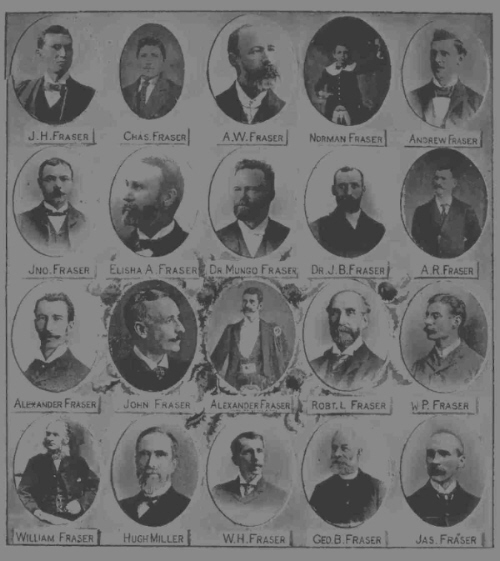 J.H. FRASER CHAS. FRASER A.W. FRASER NORMAN FRASER ANDREW FRASER
JNO. FRASER ELISHA A. FRASER DR MUNGO FRASER DR. J.B. FRASER A.R. FRASER
ALEXANDER FRASER JOHN FRASER ALEXANDER FRASER ROBT. L. FRASER W P. FRASER
WILLIAM FRASER HUGH MILLER W.H. FRASER GEO. B. FRASER JAS. FRASER